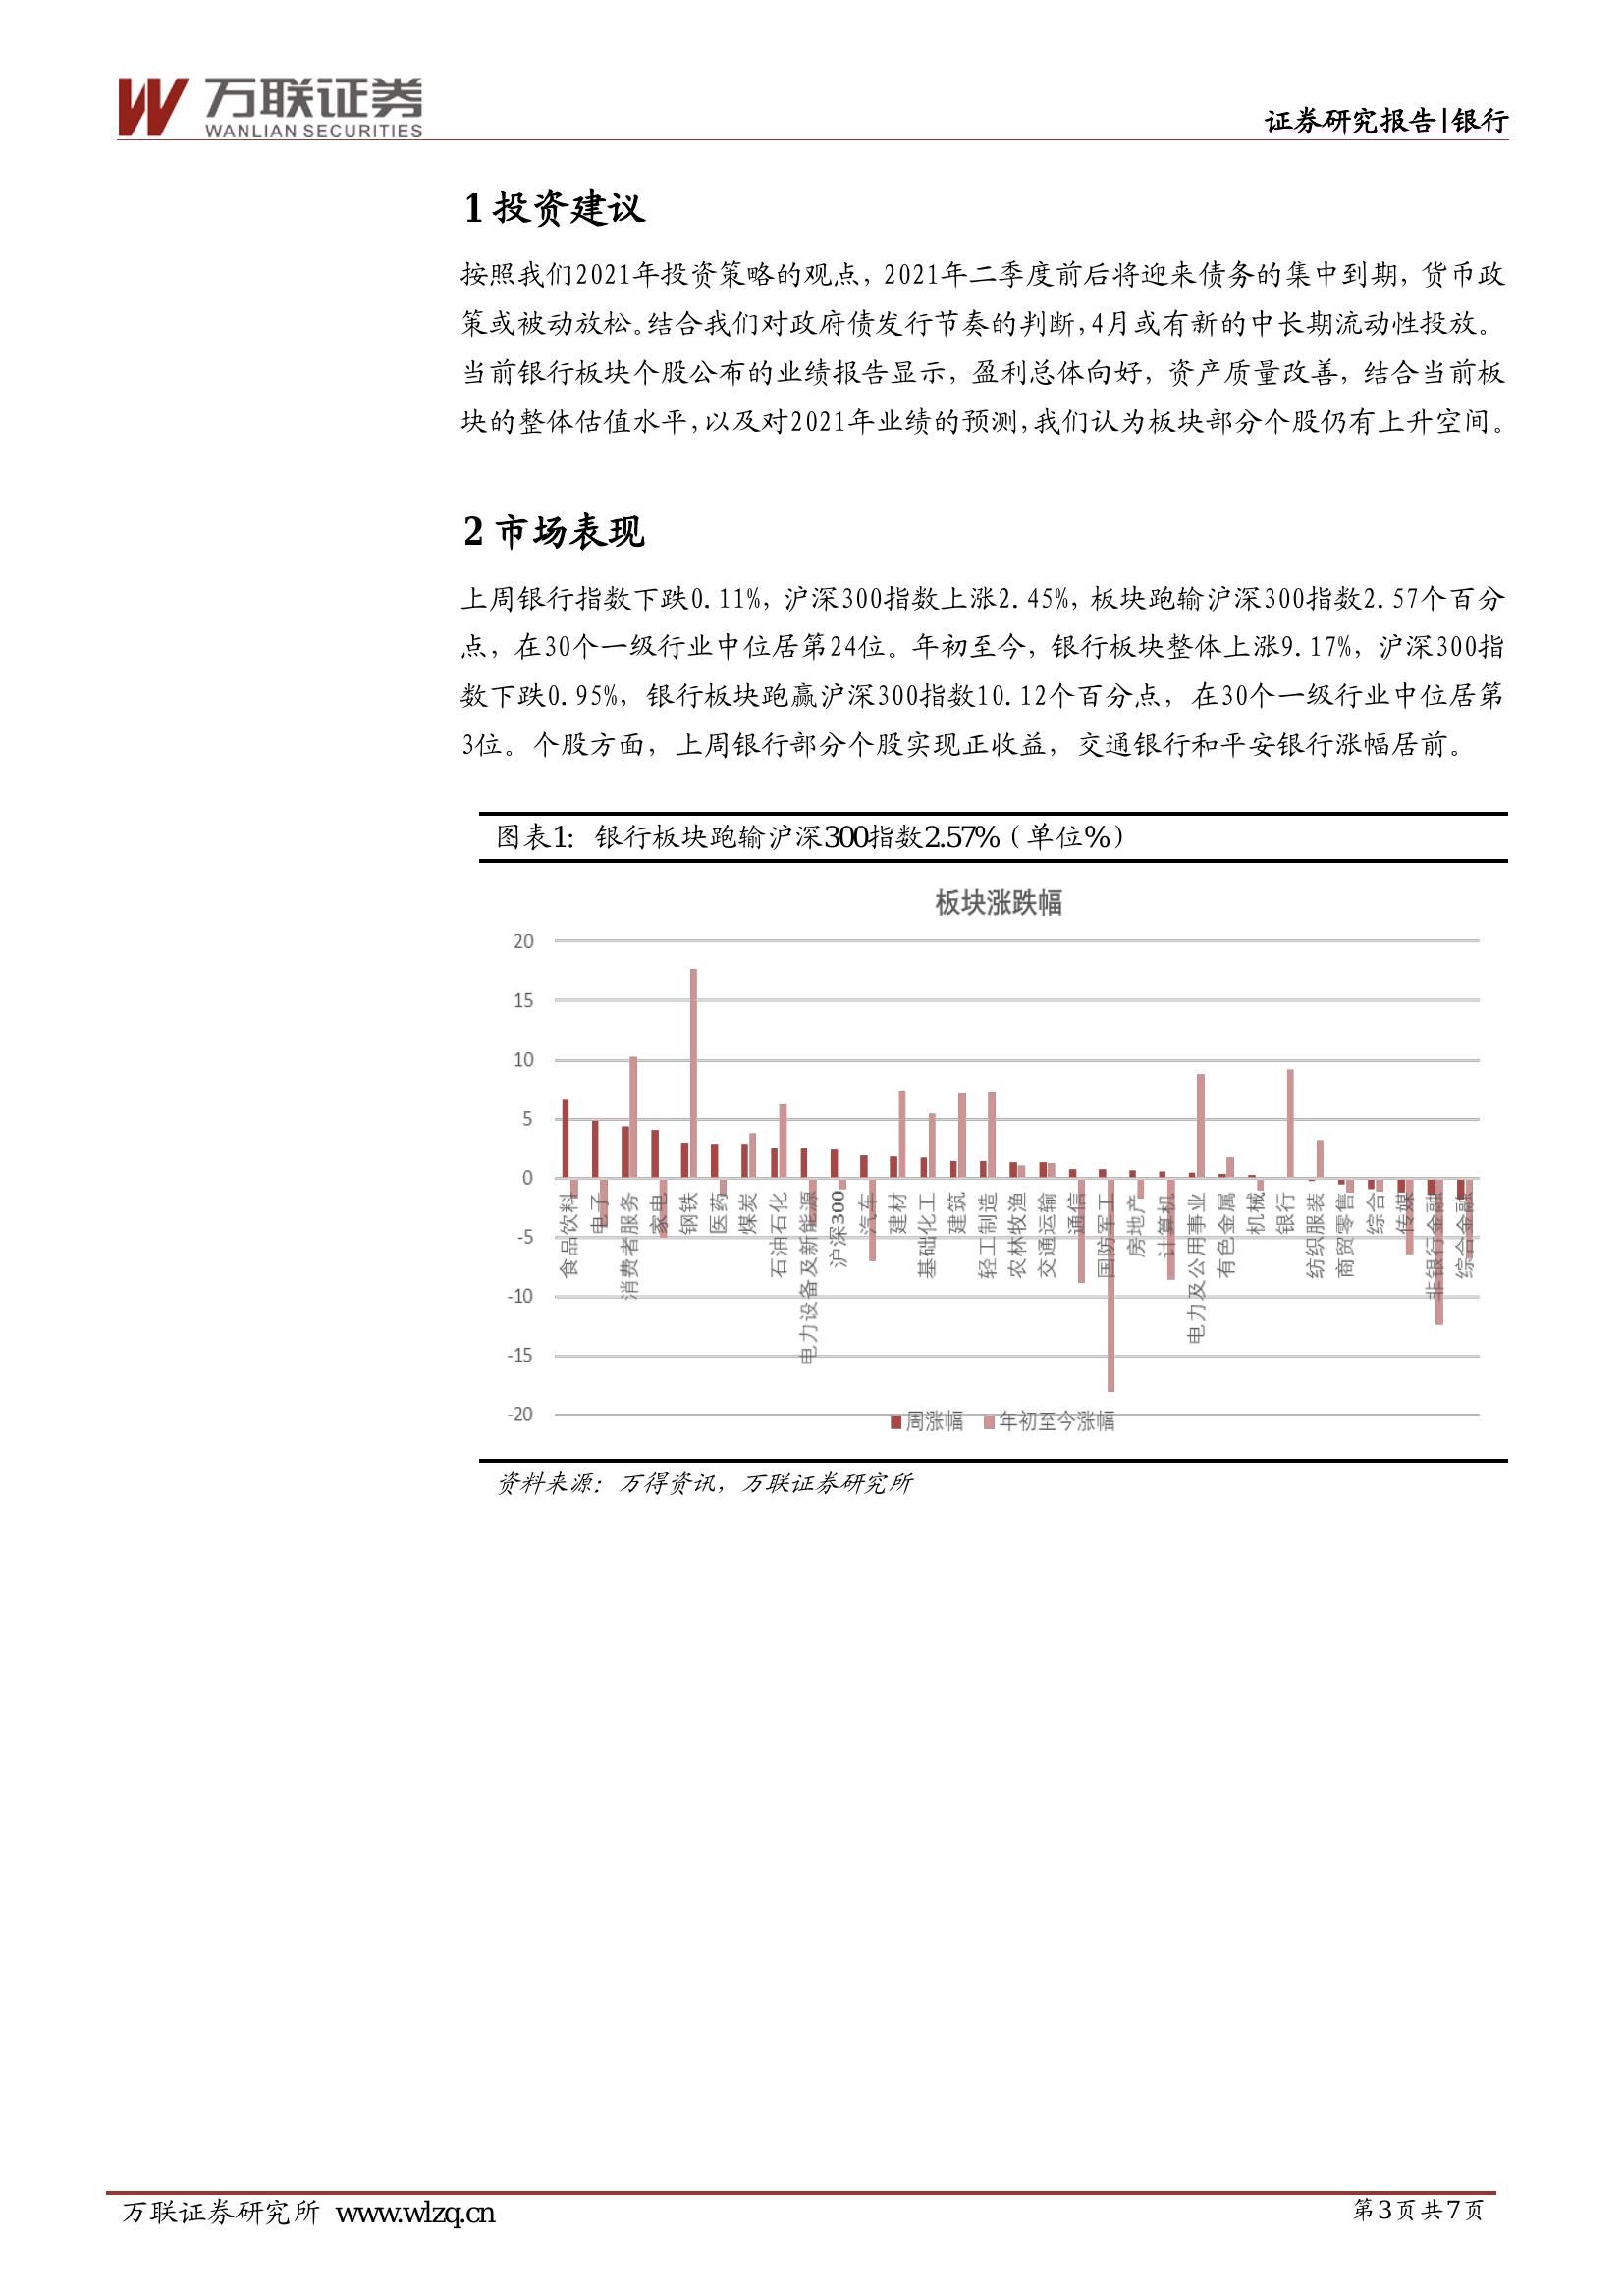 万联证券
WANLIAN SECURITIES
证券研究报告|银行
1 投资建议
按照我们2021年投资策略的观点，2021年二季度前后将迎来债务的集中到期，货币政
策或被动放松。结合我们对政府债发行节奏的判断，4月或有新的中长期流动性投放。
当前银行板块个股公布的业绩报告显示，盈利总体向好，资产质量改善，结合当前板
块的整体估值水平，以及对2021年业绩的预测，我们认为板块部分个股仍有上升空间。
2 市场表现
上周银行指数下跌0.11%，沪深300指数上涨2.45%，板块跑输沪深300指数2.57个百分
点，在30个一级行业中位居第24位。年初至今，银行板块整体上涨9.17%，沪深300指
数下跌0.95%，银行板块跑赢沪深300指数10.12个百分点，在30个一级行业中位居第
3位。个股方面，上周银行部分个股实现正收益，交通银行和平安银行涨幅居前。
图表1：银行板块跑输沪深300指数2.57%（单位%）
板块涨跌幅
20
15
10
5
0
-5
-10
-15
-20
食品饮料
电子
消费者服务
家电
钢铁
医药
煤炭
石油石化
电力设备及新能源
沪深300
汽车
建材
基础化工
建筑
轻工制造
农林牧渔
交通运输
通信
国防军工
房地产
计算机
电力及公用事业
有色金属
机械
银行
纺织服装
商贸零售
综合
传媒
非银行金融
综合金融
周涨幅 年初至今涨幅
资料来源：万得资讯，万联证券研究所
万联证券研究所 www.wlzq.cn
第3页共7页